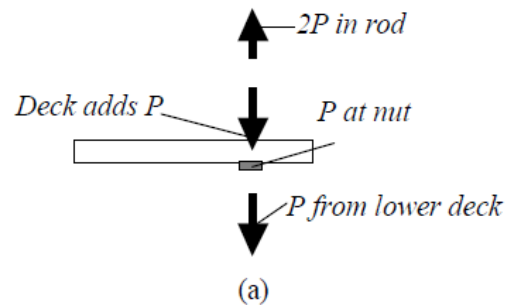 2P in rod
Deck adds P
P at nut
P from lower deck
(a)